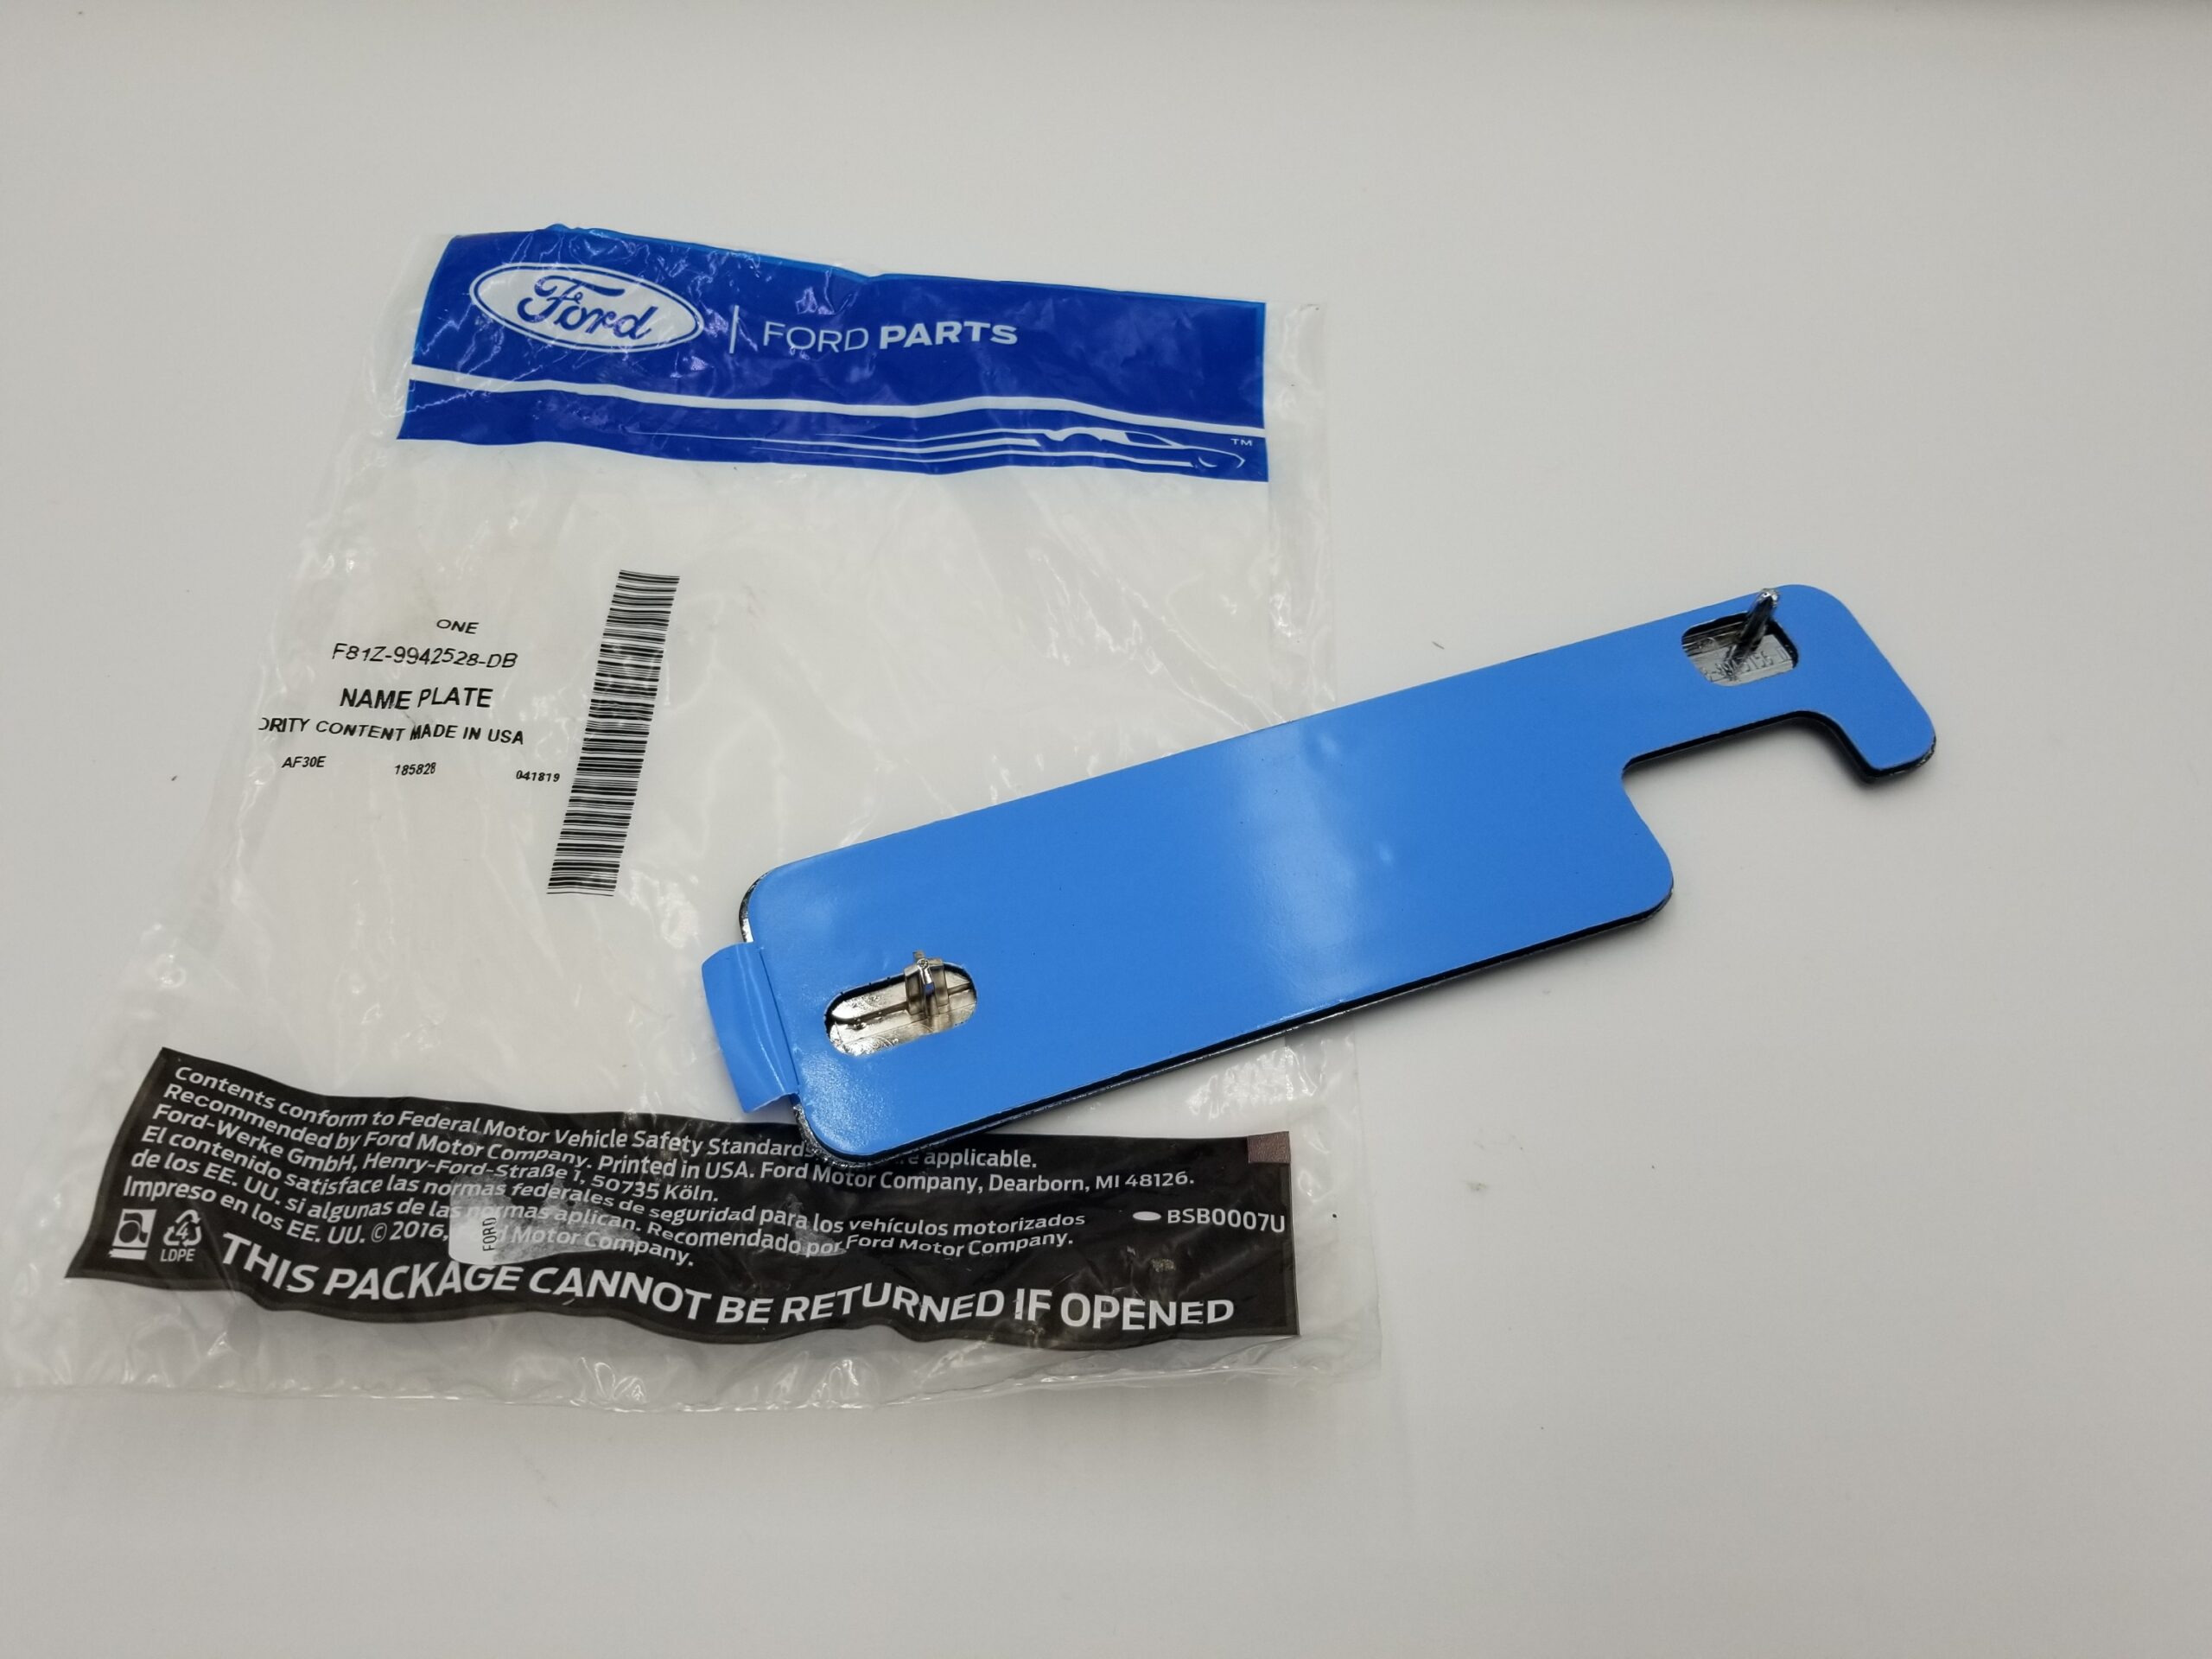 Ford
FORD PARTS
TM
ONE
F81Z-9942528-DB
NAME PLATE
ORITY CONTENT MADE IN USA
AF30E 185828 041819
Contents conform to Federal Motor Vehicle Safety Standards applicable.
Recommended by Ford Motor Company. Printed in USA. Ford Motor Company, Dearborn, MI 48126.
Ford-Werke GmbH, Henry-Ford-Straße 1, 50735 Köln.
El contenido satisface las normas federales de seguridad para los vehículos motorizados
de los EE. UU. si algunas de las normas aplican. Recomendado por Ford Motor Company.
Impreso en los EE. UU. © 2016, Ford Motor Company.
BSB0007U
4
LDPE
FORD
THIS PACKAGE CANNOT BE RETURNED IF OPENED